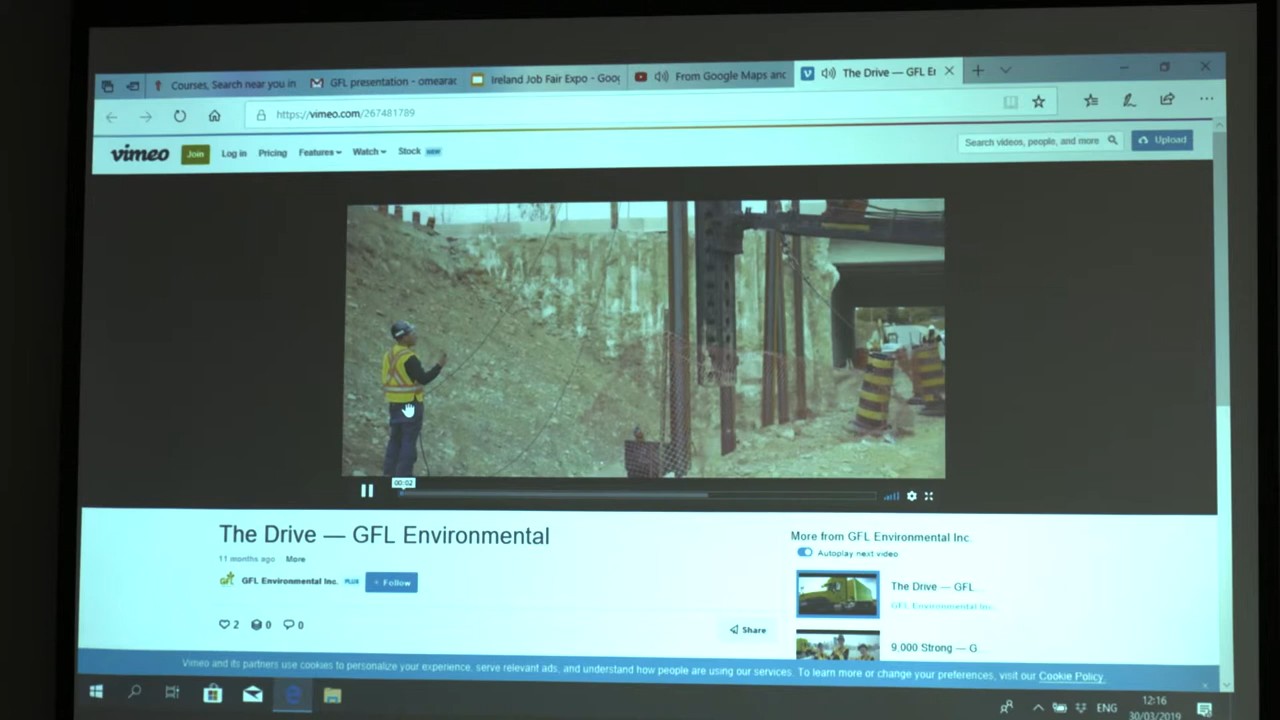 Courses, Search near you in
GFL presentation - omearac
Ireland Job Fair Expo - Goog
From Google Maps and
The Drive — GFL En
https://vimeo.com/267481789
vimeo
Join
Log in
Pricing
Features
Watch
Stock
NEW
Search videos, people, and more
Upload
00:02
The Drive — GFL Environmental
11 months ago
More
GFL Environmental Inc.
PLUS
+ Follow
2
0
0
Share
More from GFL Environmental Inc
Autoplay next video
The Drive — GFL...
GFL Environmental Inc.
9,000 Strong — G...
Vimeo and its partners use cookies to personalize your experience, serve relevant ads, and understand how people are using our services. To learn more or change your preferences, visit our Cookie Policy.
ENG
12:16
30/03/2019